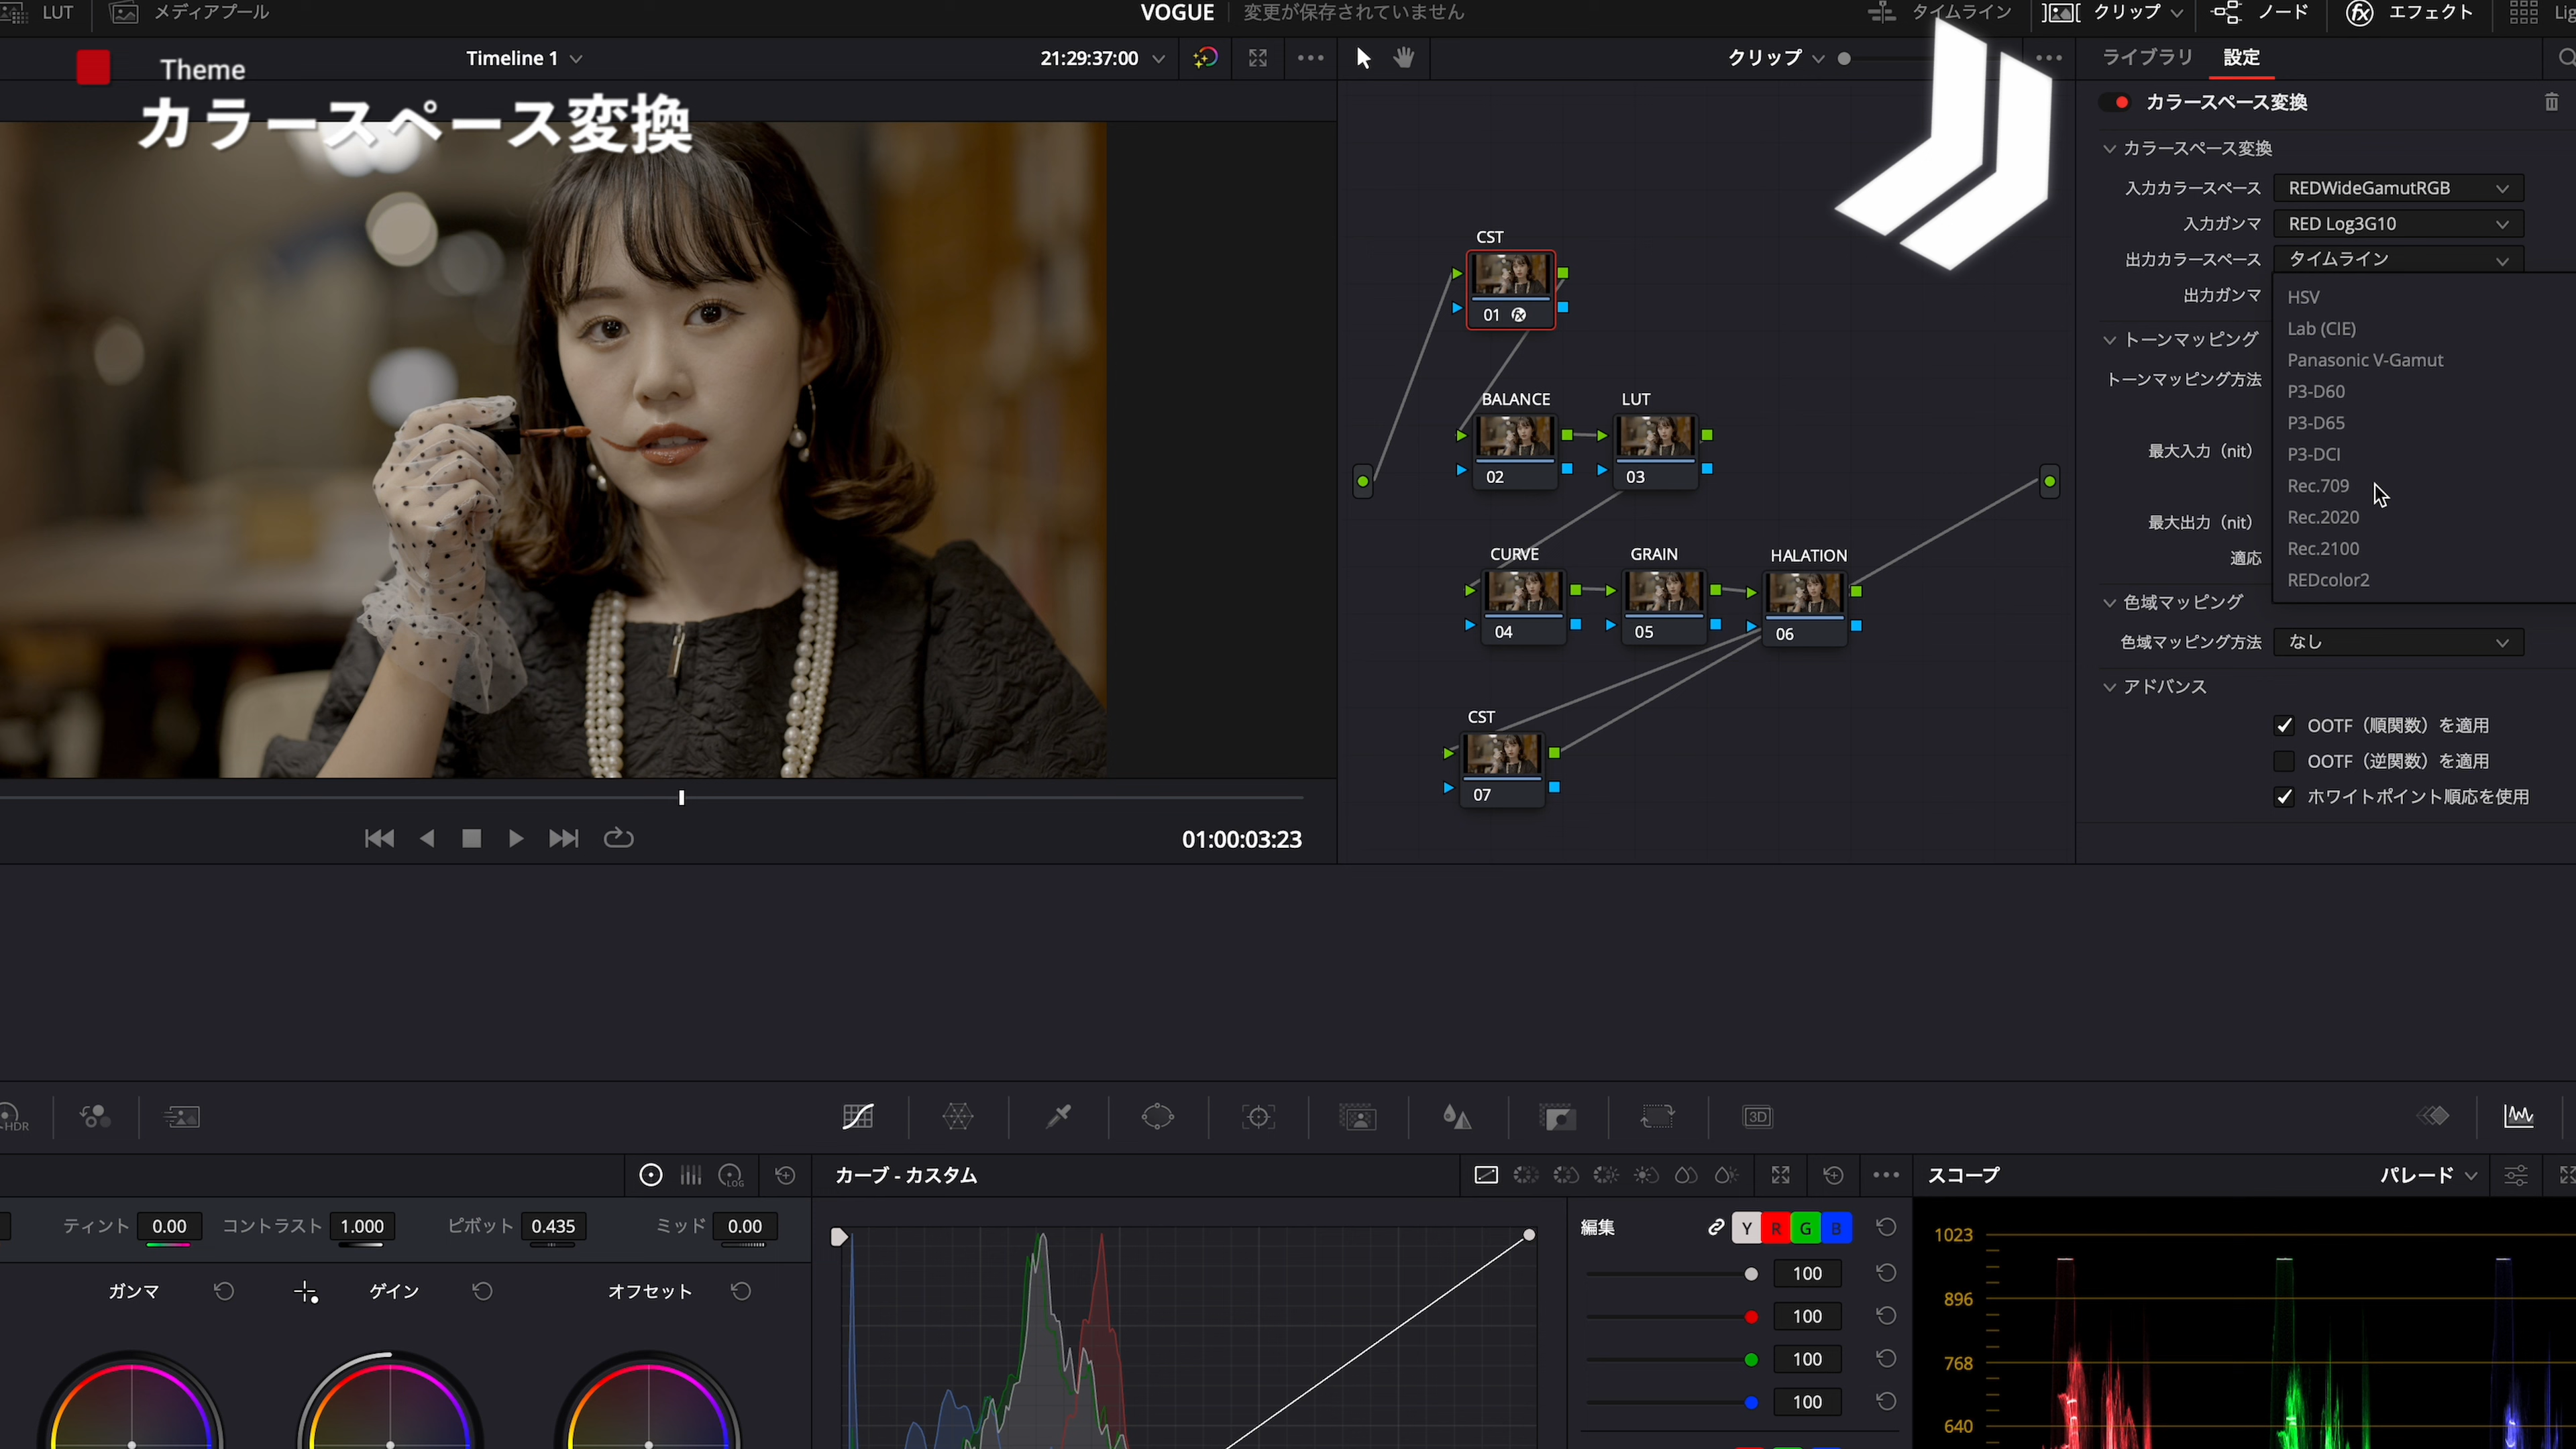 LUT
メディアプール
VOGUE
変更が保存されていません
タイムライン
クリップ
ノード
エフェクト
Theme
カラースペース変換
Timeline 1
21:29:37:00
クリップ
ライブラリ
設定
カラースペース変換
カラースペース変換
入力カラースペース REDWideGamutRGB
入力ガンマ RED Log3G10
出力カラースペース タイムライン
出力ガンマ
HSV
Lab (CIE)
Panasonic V-Gamut
P3-D60
P3-D65
P3-DCI
Rec.709
Rec.2020
Rec.2100
REDcolor2
トーンマッピング
トーンマッピング方法
最大入力（nit）
最大出力（nit）
適応
色域マッピング
色域マッピング方法 なし
アドバンス
OOTF（順関数）を適用
OOTF（逆関数）を適用
ホワイトポイント順応を使用
CST
01
BALANCE
02
LUT
03
CURVE
04
GRAIN
05
HALATION
06
CST
07
01:00:03:23
HDR
3D
LOG
カーブ - カスタム
スコープ
パレード
ティント 0.00
コントラスト 1.000
ピボット 0.435
ミッド 0.00
ガンマ
ゲイン
オフセット
編集
Y R G B
100
100
100
100
1023
896
768
640